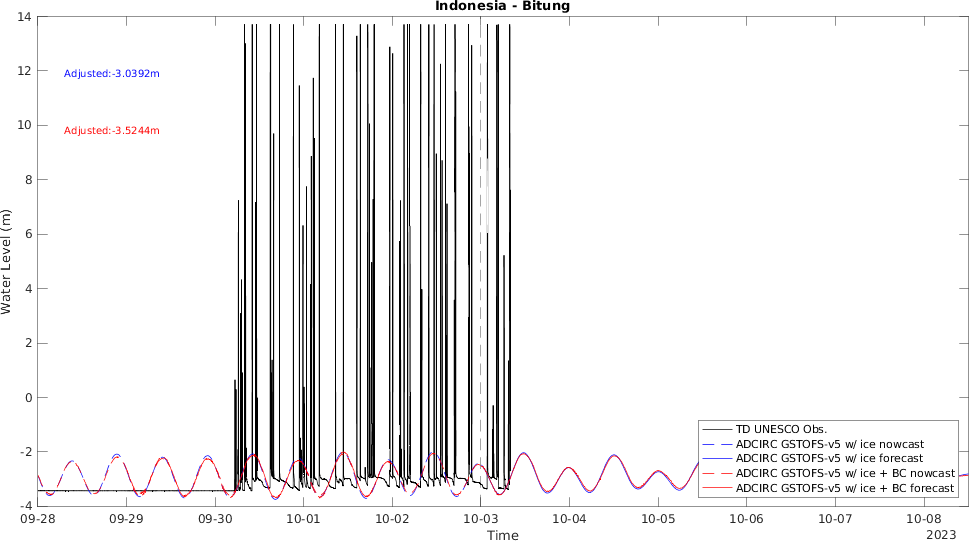 Indonesia - Bitung
14
12
10
8
6
4
2
0
-2
-4
Water Level (m)
Adjusted:-3.0392m
Adjusted:-3.5244m
TD UNESCO Obs.
ADCIRC GSTOFS-v5 w/ ice nowcast
ADCIRC GSTOFS-v5 w/ ice forecast
ADCIRC GSTOFS-v5 w/ ice + BC nowcast
ADCIRC GSTOFS-v5 w/ ice + BC forecast
09-28 09-29 09-30 10-01 10-02 10-03 10-04 10-05 10-06 10-07 10-08
Time
2023